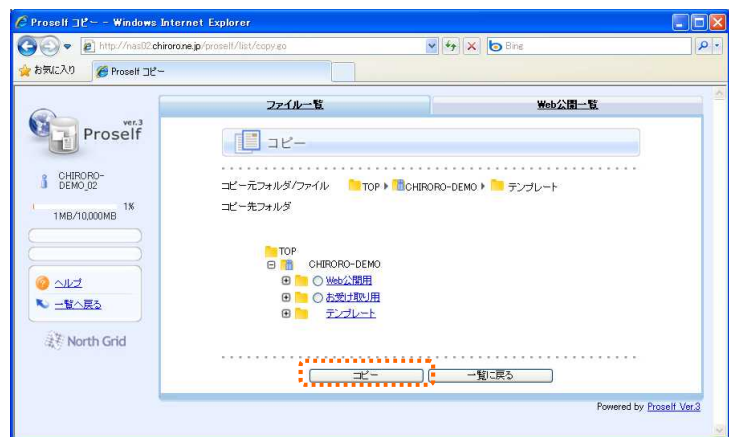 Proself コピー - Windows Internet Explorer
http://nas02.chiroro.ne.jp/proself/list/copy.go
Bing
お気に入り
Proself コピー
ファイル一覧
Web公開一覧
ver.3
Proself
コピー
CHIRORO-
DEMO_02
1%
1MB/10,000MB
コピー元フォルダ/ファイル TOP CHIRORO-DEMO テンプレート
コピー先フォルダ
TOP
CHIRORO-DEMO
Web公開用
お受け取り用
テンプレート
ヘルプ
一覧へ戻る
North Grid
コピー
一覧に戻る
Powered by Proself Ver.3